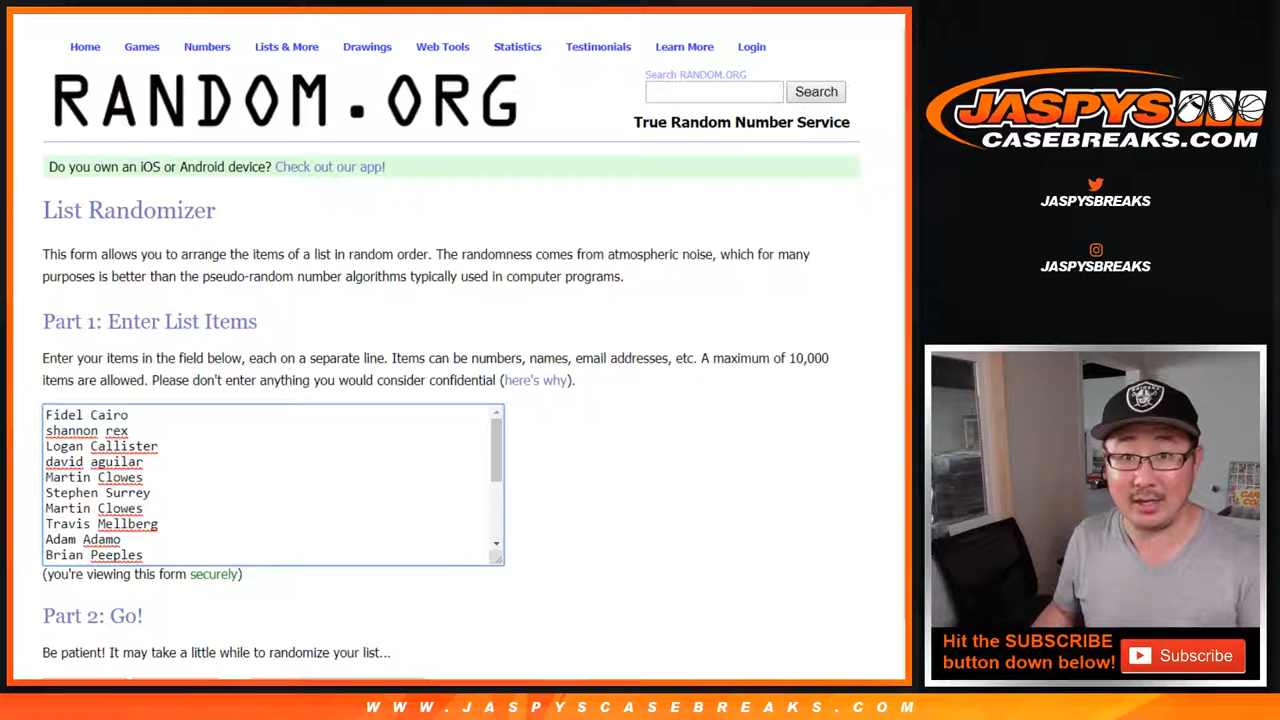 Home Games Numbers Lists & More Drawings Web Tools Statistics Testimonials Learn More Login
RANDOM.ORG
Search RANDOM.ORG
Search
True Random Number Service
Do you own an iOS or Android device? Check out our app!
List Randomizer
This form allows you to arrange the items of a list in random order. The randomness comes from atmospheric noise, which for many
purposes is better than the pseudo-random number algorithms typically used in computer programs.
Part 1: Enter List Items
Enter your items in the field below, each on a separate line. Items can be numbers, names, email addresses, etc. A maximum of 10,000
items are allowed. Please don't enter anything you would consider confidential (here's why).
Fidel Cairo
shannon rex
Logan Callister
david aguilar
Martin Clowes
Stephen Surrey
Martin Clowes
Travis Mellberg
Adam Adamo
Brian Peeples
(you're viewing this form securely)
Part 2: Go!
Be patient! It may take a little while to randomize your list...
JASPYS
CASEBREAKS.COM
JASPYSBREAKS
JASPYSBREAKS
RAIDERS
Hit the SUBSCRIBE
button down below!
Subscribe
WWW.JASPYSCASEBREAKS.COM